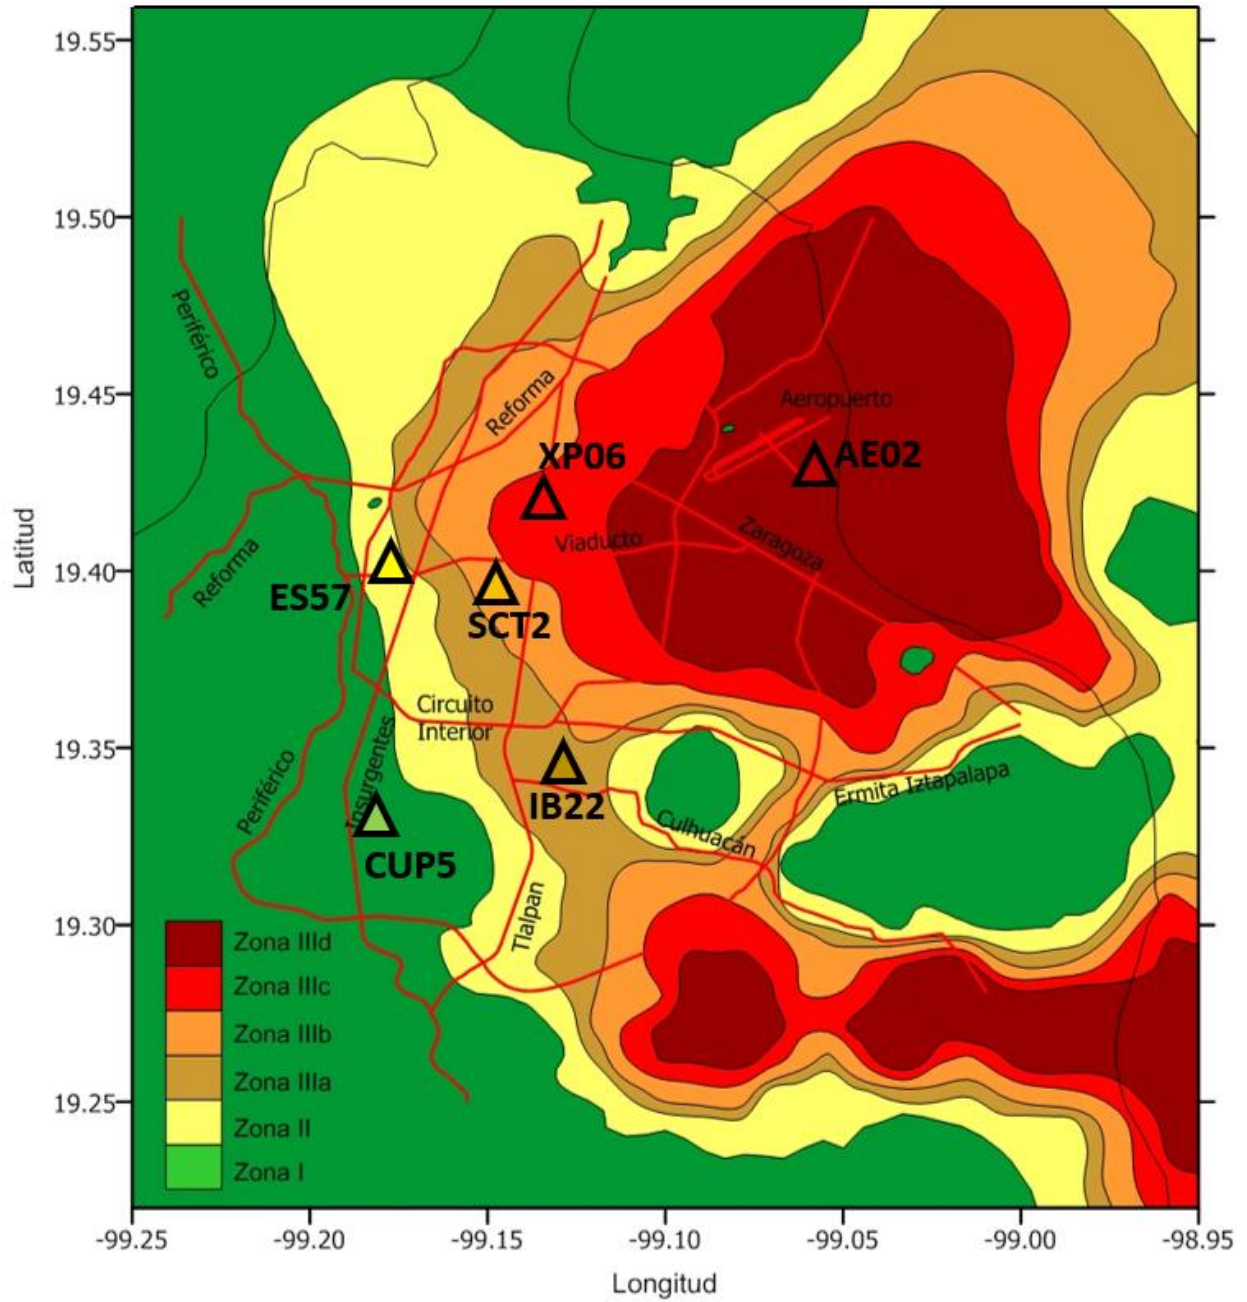 19.55
19.50
19.45
19.40
19.35
19.30
19.25
Latitud
Periférico
Reforma
Aeropuerto
XP06
AE02
Viaducto
Zaragoza
Reforma
ES57
SCT2
Circuito
Interior
Insurgentes
Periférico
IB22
Ermita Iztapalapa
Culhuacán
CUP5
Tlalpan
Zona IIId
Zona IIIc
Zona IIIb
Zona IIIa
Zona II
Zona I
-99.25
-99.20
-99.15
-99.10
-99.05
-99.00
-98.95
Longitud